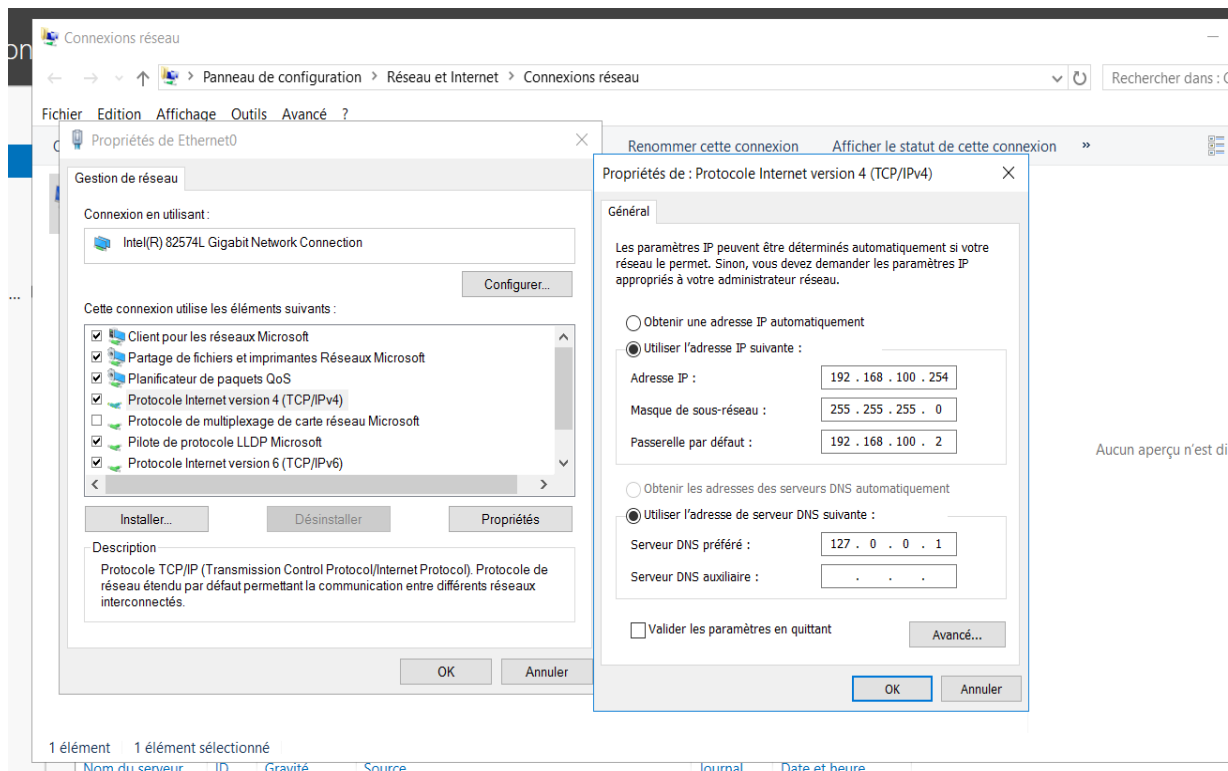 on
Connexions réseau
Panneau de configuration > Réseau et Internet > Connexions réseau
Rechercher dans : C
Fichier Edition Affichage Outils Avancé ?
Renommer cette connexion Afficher le statut de cette connexion »
Propriétés de Ethernet0
Gestion de réseau
Connexion en utilisant :
Intel(R) 82574L Gigabit Network Connection
Configurer...
Cette connexion utilise les éléments suivants :
Client pour les réseaux Microsoft
Partage de fichiers et imprimantes Réseaux Microsoft
Planificateur de paquets QoS
Protocole Internet version 4 (TCP/IPv4)
Protocole de multiplexage de carte réseau Microsoft
Pilote de protocole LLDP Microsoft
Protocole Internet version 6 (TCP/IPv6)
Installer... Désinstaller Propriétés
Description
Protocole TCP/IP (Transmission Control Protocol/Internet Protocol). Protocole de
réseau étendu par défaut permettant la communication entre différents réseaux
interconnectés.
OK Annuler
Propriétés de : Protocole Internet version 4 (TCP/IPv4)
Général
Les paramètres IP peuvent être déterminés automatiquement si votre
réseau le permet. Sinon, vous devez demander les paramètres IP
appropriés à votre administrateur réseau.
Obtenir une adresse IP automatiquement
Utiliser l'adresse IP suivante :
Adresse IP : 192 . 168 . 100 . 254
Masque de sous-réseau : 255 . 255 . 255 . 0
Passerelle par défaut : 192 . 168 . 100 . 2
Obtenir les adresses des serveurs DNS automatiquement
Utiliser l'adresse de serveur DNS suivante :
Serveur DNS préféré : 127 . 0 . 0 . 1
Serveur DNS auxiliaire : . . .
Valider les paramètres en quittant
Avancé...
OK Annuler
Aucun aperçu n'est di
...
1 élément 1 élément sélectionné
Nom du serveur ID Gravité Source Journal Date et heure